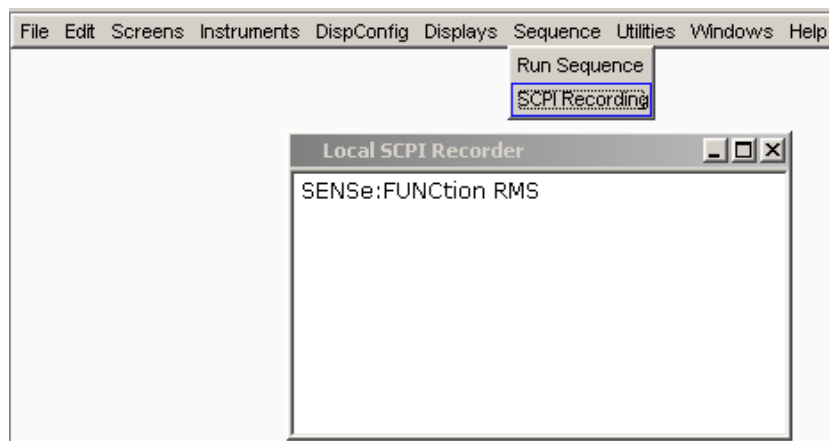 File Edit Screens Instruments DispConfig Displays Sequence Utilities Windows Help
Run Sequence
SCPI Recording
Local SCPI Recorder
SENSe:FUNCtion RMS